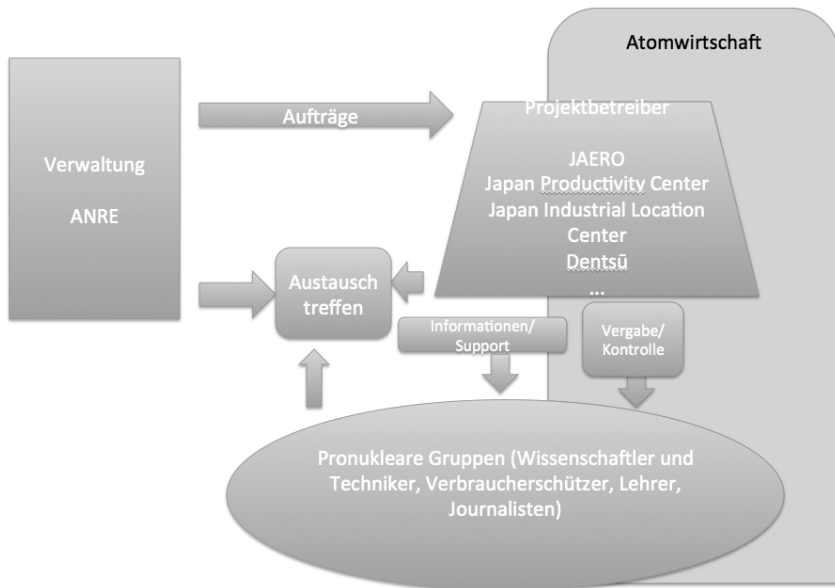 Atomwirtschaft
Verwaltung
ANRE
Aufträge
Projektbetreiber
JAERO
Japan Productivity Center
Japan Industrial Location
Center
Dentsū
...
Austausch
treffen
Informationen/
Support
Vergabe/
Kontrolle
Pronukleare Gruppen (Wissenschaftler und
Techniker, Verbraucherschützer, Lehrer,
Journalisten)